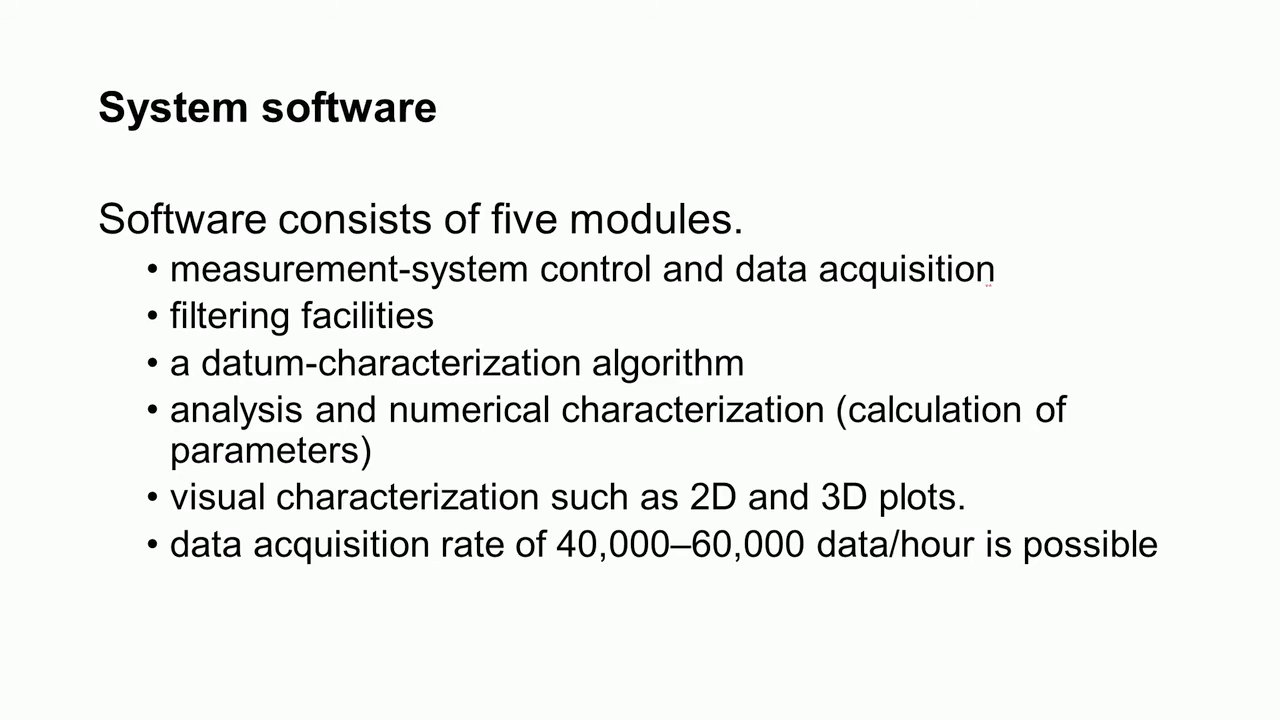 System software
Software consists of five modules.
• measurement-system control and data acquisition
• filtering facilities
• a datum-characterization algorithm
• analysis and numerical characterization (calculation of
parameters)
• visual characterization such as 2D and 3D plots.
• data acquisition rate of 40,000–60,000 data/hour is possible